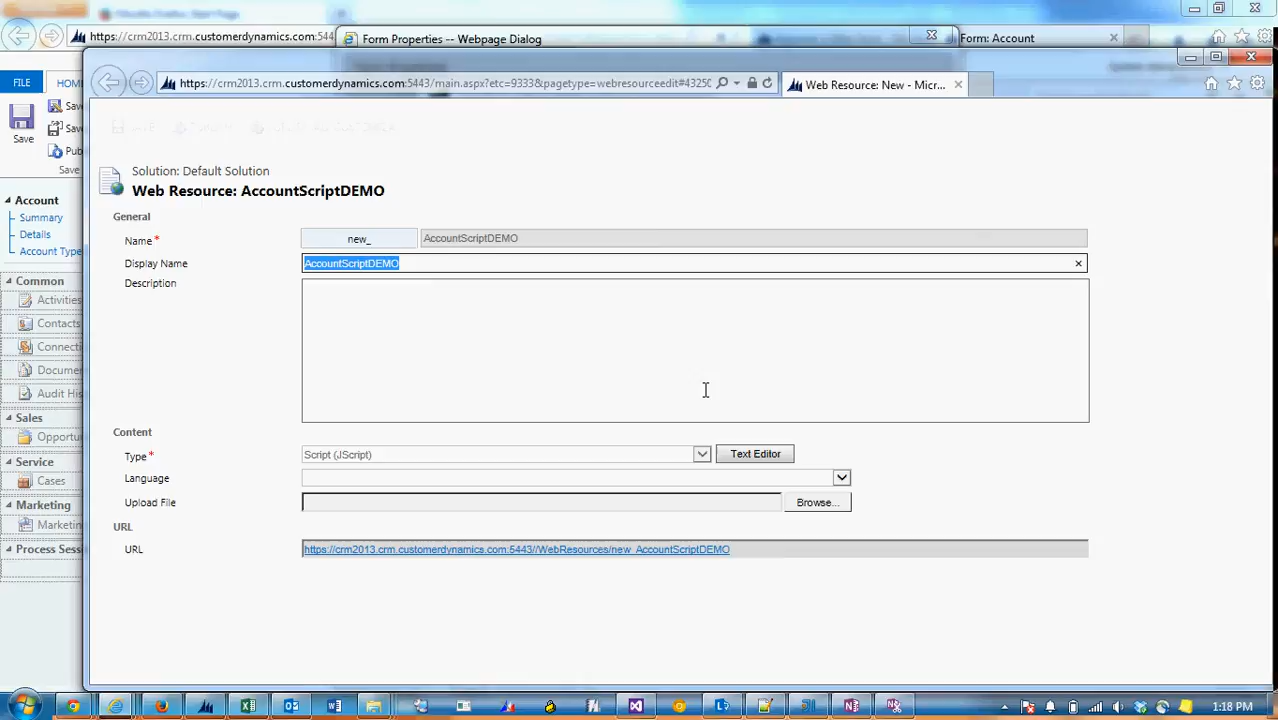 https://crm2013.crm.customerdynamics.com:544
Form Properties -- Webpage Dialog
Form: Account
https://crm2013.crm.customerdynamics.com:5443/main.aspx?etc=9333&pagetype=webresourceedit#4325(
Web Resource: New - Micr...
FILE
HOM
Save
Sav
Sav
Pub
Save
Account
Summary
Details
Account Type
Common
Activities
Contacts
Connecti
Docume
Audit His
Sales
Opportu
Service
Cases
Marketing
Marketin
Process Sess
Solution: Default Solution
Web Resource: AccountScriptDEMO
General
Name *
new_
AccountScriptDEMO
Display Name
AccountScriptDEMO
Description
Content
Type *
Script (JScript)
Text Editor
Language
Upload File
Browse...
URL
URL
https://crm2013.crm.customerdynamics.com:5443//WebResources/new_AccountScriptDEMO
1:18 PM